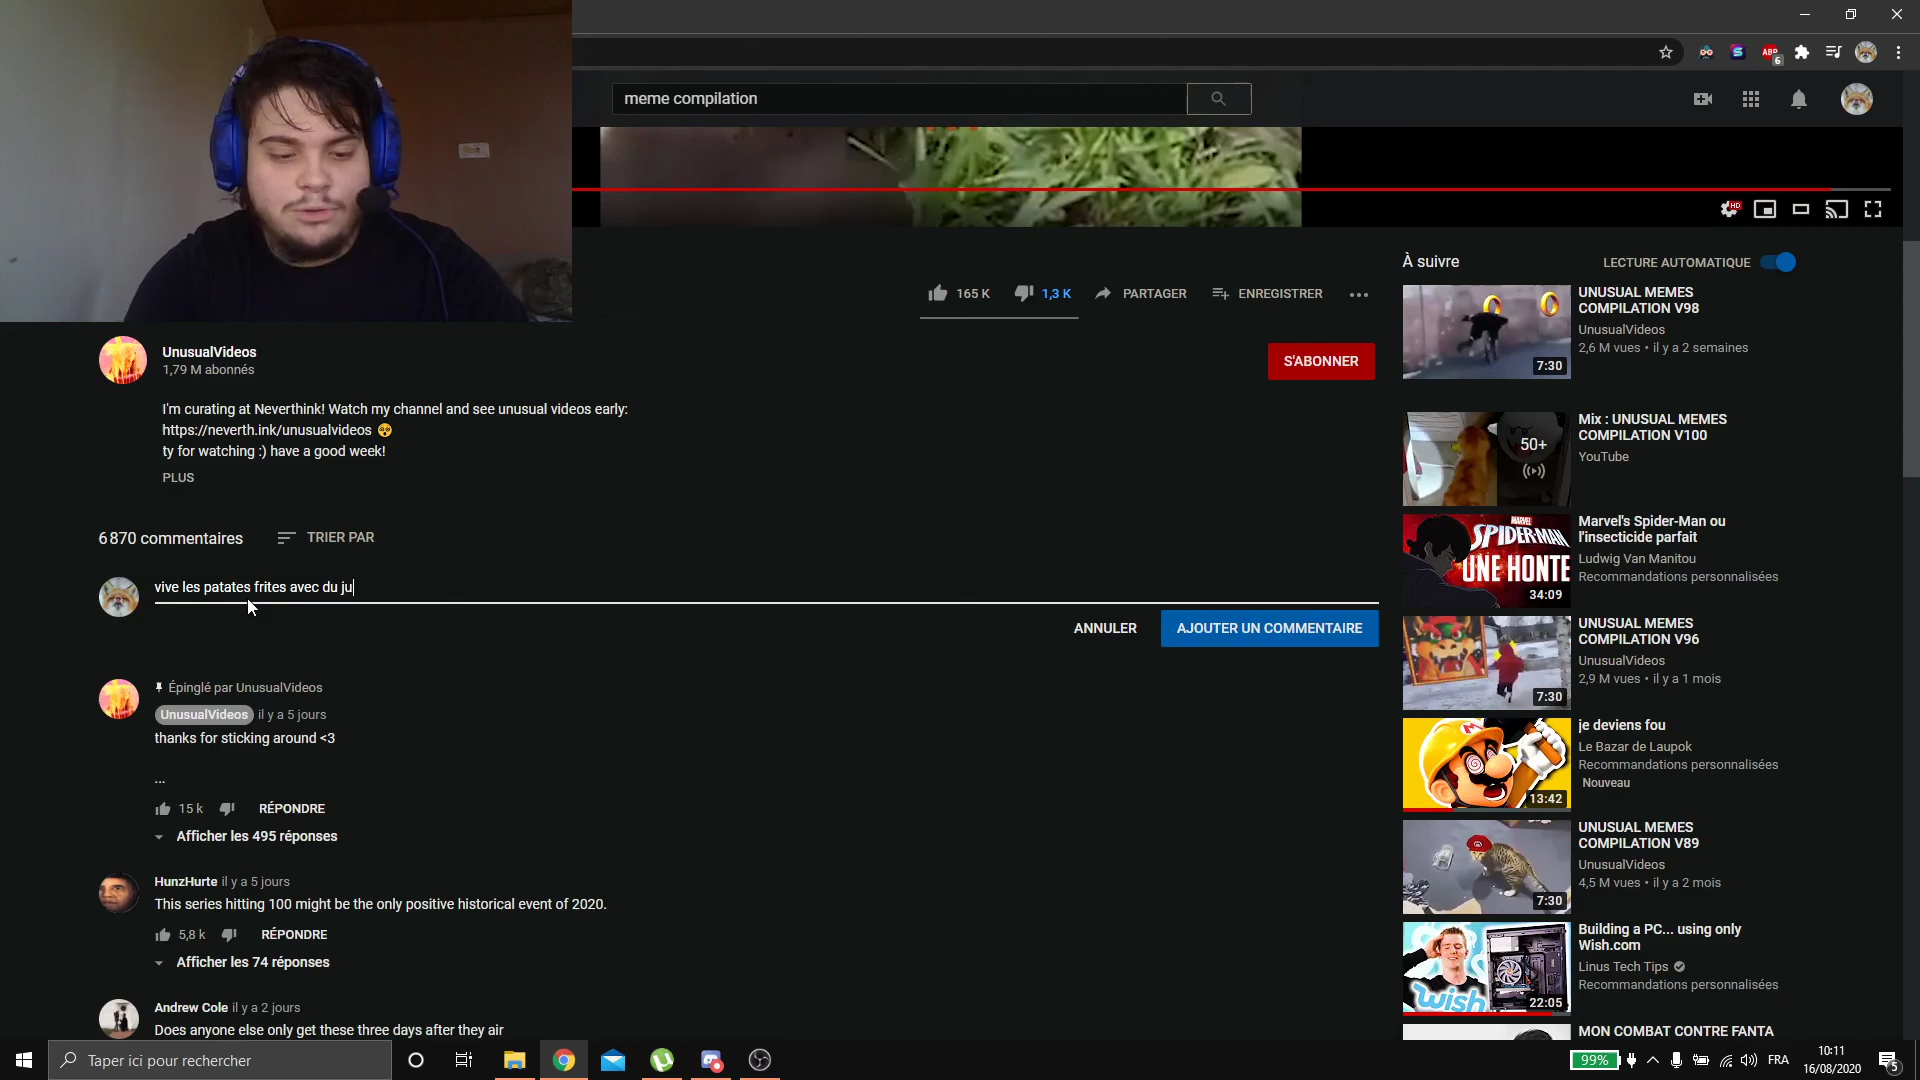 meme compilation
ABP
6
HD
165 K
1,3 K
PARTAGER
ENREGISTRER
UnusualVideos
1,79 M abonnés
S'ABONNER
I'm curating at Neverthink! Watch my channel and see unusual videos early:
https://neverth.ink/unusualvideos
ty for watching :) have a good week!
PLUS
6 870 commentaires
TRIER PAR
vive les patates frites avec du ju
ANNULER
AJOUTER UN COMMENTAIRE
Épinglé par UnusualVideos
UnusualVideos il y a 5 jours
thanks for sticking around <3
...
15 k
RÉPONDRE
Afficher les 495 réponses
HunzHurte il y a 5 jours
This series hitting 100 might be the only positive historical event of 2020.
5,8 k
RÉPONDRE
Afficher les 74 réponses
Andrew Cole il y a 2 jours
Does anyone else only get these three days after they air
À suivre
LECTURE AUTOMATIQUE
7:30
UNUSUAL MEMES
COMPILATION V98
UnusualVideos
2,6 M vues • il y a 2 semaines
50+
Mix : UNUSUAL MEMES
COMPILATION V100
YouTube
MARVEL
SPIDER-MAN
UNE HONTE
34:09
Marvel's Spider-Man ou
l'insecticide parfait
Ludwig Van Manitou
Recommandations personnalisées
7:30
UNUSUAL MEMES
COMPILATION V96
UnusualVideos
2,9 M vues • il y a 1 mois
M
13:42
je deviens fou
Le Bazar de Laupok
Recommandations personnalisées
Nouveau
7:30
UNUSUAL MEMES
COMPILATION V89
UnusualVideos
4,5 M vues • il y a 2 mois
wish
22:05
Building a PC... using only
Wish.com
Linus Tech Tips
Recommandations personnalisées
MON COMBAT CONTRE FANTA
Taper ici pour rechercher
99%
FRA
10:11
16/08/2020
5